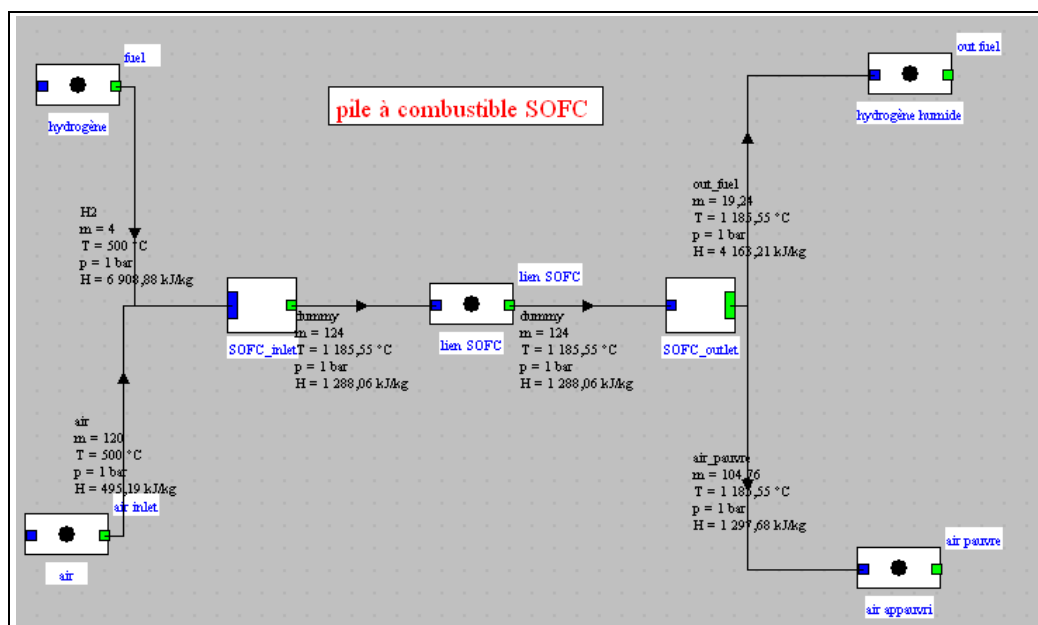 fuel
hydrogène
pile à combustible SOFC
out fuel
hydrogène humide
H2
m = 4
T = 500 °C
p = 1 bar
H = 6 908,88 kJ/kg
out_fuel
m = 19,24
T = 1 185,55 °C
p = 1 bar
H = 4 163,21 kJ/kg
SOFC_inlet
dummy
m = 124
T = 1 185,55 °C
p = 1 bar
H = 1 288,06 kJ/kg
lien SOFC
lien SOFC
dummy
m = 124
T = 1 185,55 °C
p = 1 bar
H = 1 288,06 kJ/kg
SOFC_outlet
air
m = 120
T = 500 °C
p = 1 bar
H = 495,19 kJ/kg
air inlet
air
air_pauvre
m = 104,76
T = 1 185,55 °C
p = 1 bar
H = 1 297,68 kJ/kg
air pauvre
air appauvri